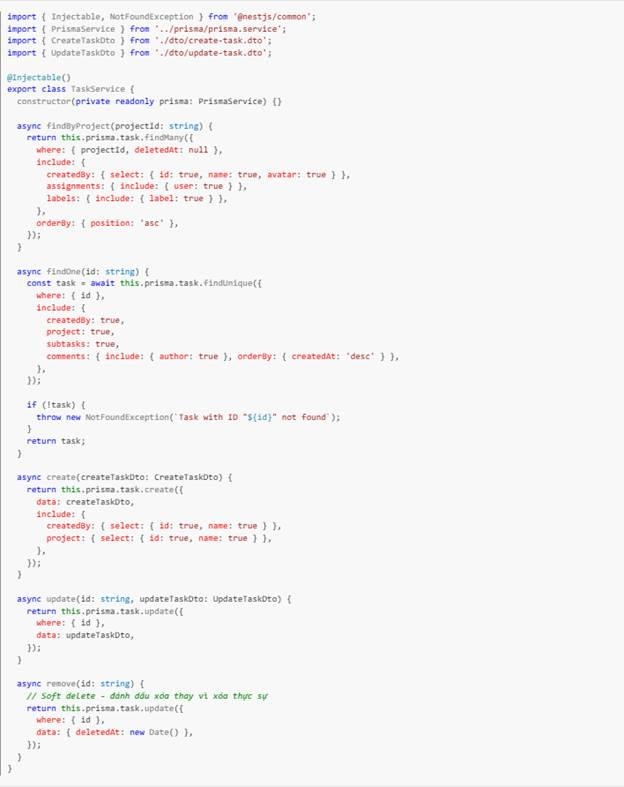 import { Injectable, NotFoundException } from '@nestjs/common';
import { PrismaService } from '../prisma/prisma.service';
import { CreateTaskDto } from './dto/create-task.dto';
import { UpdateTaskDto } from './dto/update-task.dto';
@Injectable()
export class TaskService {
constructor(private readonly prisma: PrismaService) {}
async findByProject(projectId: string) {
return this.prisma.task.findMany({
where: { projectId, deletedAt: null },
include: {
createdBy: { select: { id: true, name: true, avatar: true } },
assignments: { include: { user: true } },
labels: { include: { label: true } },
},
orderBy: { position: 'asc' },
});
}
async findOne(id: string) {
const task = await this.prisma.task.findUnique({
where: { id },
include: {
createdBy: true,
project: true,
subtasks: true,
comments: { include: { author: true }, orderBy: { createdAt: 'desc' } },
},
});
if (!task) {
throw new NotFoundException(`Task with ID "${id}" not found`);
}
return task;
}
async create(createTaskDto: CreateTaskDto) {
return this.prisma.task.create({
data: createTaskDto,
include: {
createdBy: { select: { id: true, name: true } },
project: { select: { id: true, name: true } },
},
});
}
async update(id: string, updateTaskDto: UpdateTaskDto) {
return this.prisma.task.update({
where: { id },
data: updateTaskDto,
});
}
async remove(id: string) {
// Soft delete - đánh dấu xóa thay vì xóa thực sự
return this.prisma.task.update({
where: { id },
data: { deletedAt: new Date() },
});
}
}